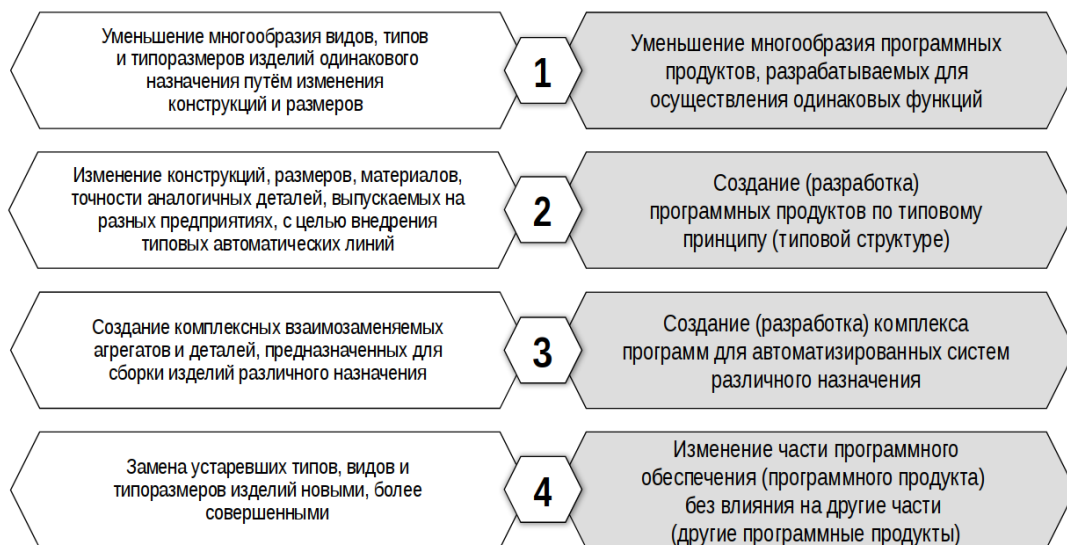 Уменьшение многообразия видов, типов
и типоразмеров изделий одинакового
назначения путём изменения
конструкций и размеров
1
Уменьшение многообразия программных
продуктов, разрабатываемых для
осуществления одинаковых функций
Изменение конструкций, размеров, материалов,
точности аналогичных деталей, выпускаемых на
разных предприятиях, с целью внедрения
типовых автоматических линий
2
Создание (разработка)
программных продуктов по типовому
принципу (типовой структуре)
Создание комплексных взаимозаменяемых
агрегатов и деталей, предназначенных для
сборки изделий различного назначения
3
Создание (разработка) комплекса
программ для автоматизированных систем
различного назначения
Замена устаревших типов, видов и
типоразмеров изделий новыми, более
совершенными
4
Изменение части программного
обеспечения (программного продукта)
без влияния на другие части
(другие программные продукты)